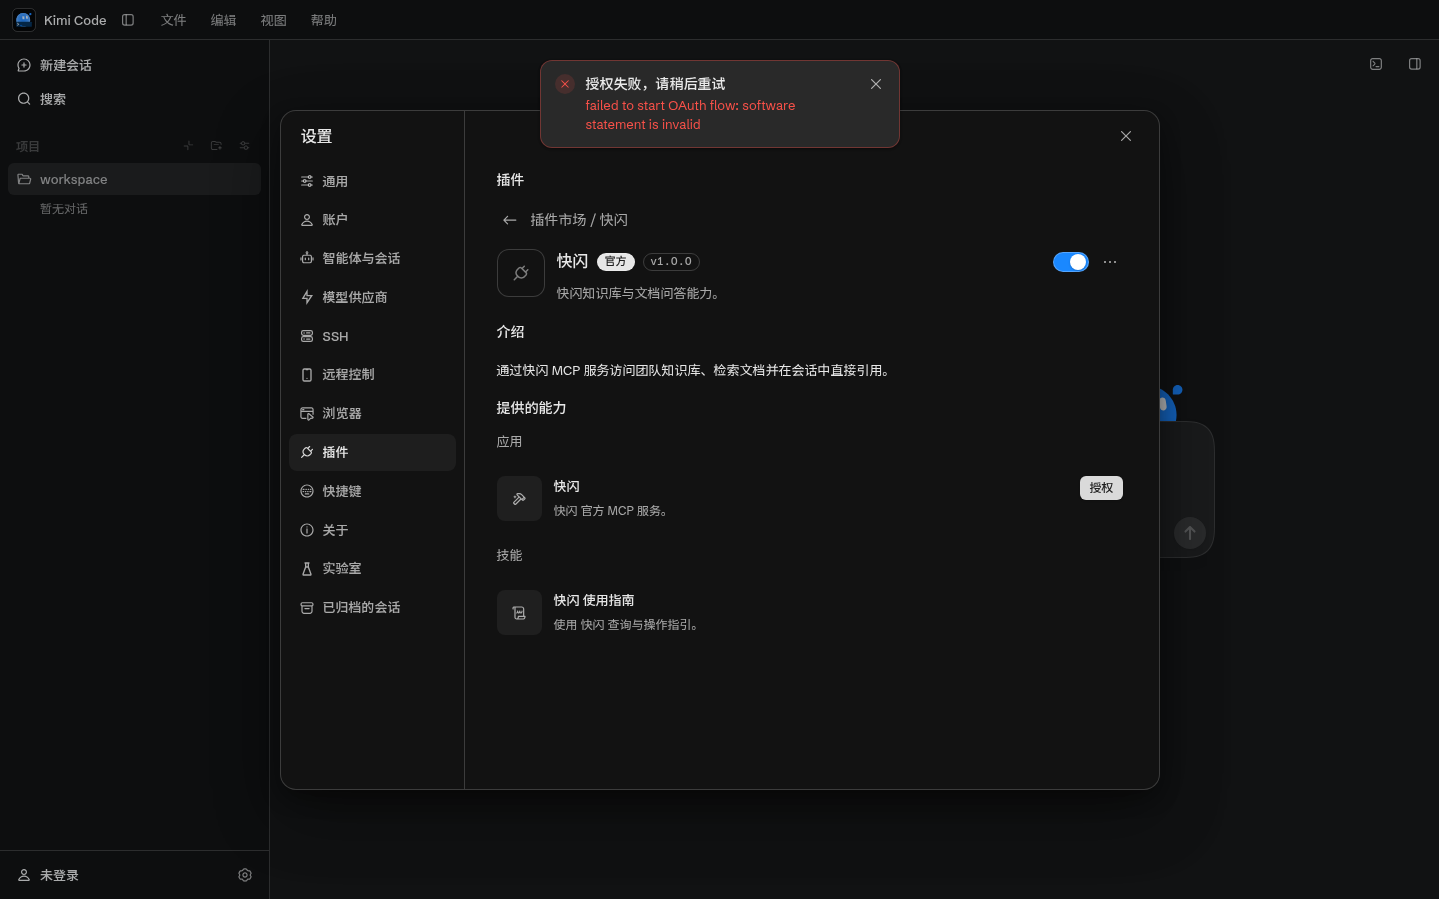 Kimi Code
文件
编辑
视图
帮助
新建会话
搜索
项目
workspace
暂无对话
未登录
授权失败，请稍后重试
failed to start OAuth flow: software
statement is invalid
设置
通用
账户
智能体与会话
模型供应商
SSH
远程控制
浏览器
插件
快捷键
关于
实验室
已归档的会话
插件
插件市场 / 快闪
快闪 官方 v1.0.0
快闪知识库与文档问答能力。
介绍
通过快闪 MCP 服务访问团队知识库、检索文档并在会话中直接引用。
提供的能力
应用
快闪
快闪 官方 MCP 服务。
授权
技能
快闪 使用指南
使用 快闪 查询与操作指引。